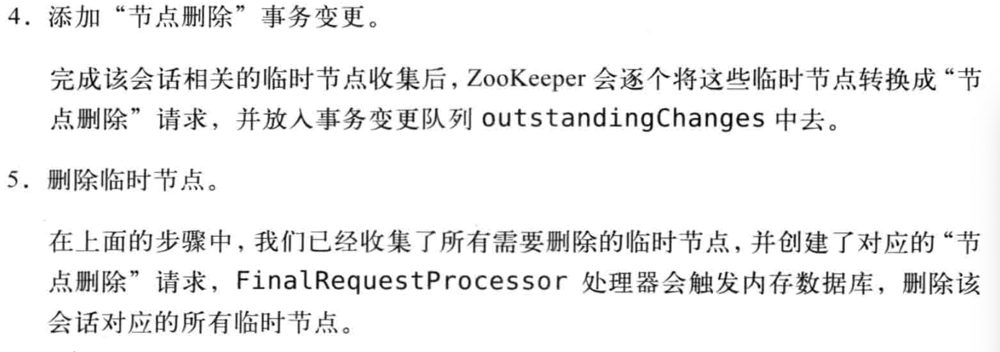 4. 添加“节点删除”事务变更。
完成该会话相关的临时节点收集后，ZooKeeper 会逐个将这些临时节点转换成“节
点删除”请求，并放入事务变更队列 outstandingChanges 中去。
5. 删除临时节点。
在上面的步骤中，我们已经收集了所有需要删除的临时节点，并创建了对应的“节
点删除”请求，FinalRequestProcessor 处理器会触发内存数据库，删除该
会话对应的所有临时节点。